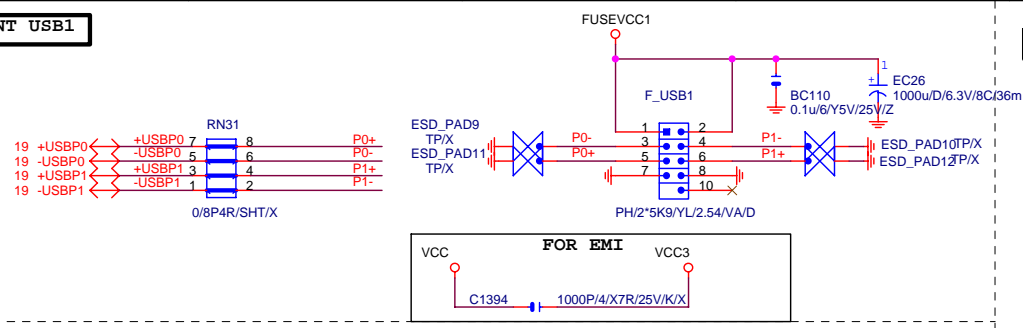 NT USB1
FUSEVCC1
1
EC26
1000u/D/6.3V/8C/36m
BC110
0.1u/6/Y5V/25V/Z
F_USB1
1 2
3 4
5 6
7 8
10
PH/2*5K9/YL/2.54/VA/D
ESD_PAD9
TP/X
ESD_PAD11
TP/X
P0-
P0+
P1-
P1+
ESD_PAD10 TP/X
ESD_PAD12 TP/X
RN31
19 +USBP0 +USBP0 7 8 P0+
19 -USBP0 -USBP0 5 6 P0-
19 +USBP1 +USBP1 3 4 P1+
19 -USBP1 -USBP1 1 2 P1-
0/8P4R/SHT/X
FOR EMI
VCC VCC3
C1394 1000P/4/X7R/25V/K/X